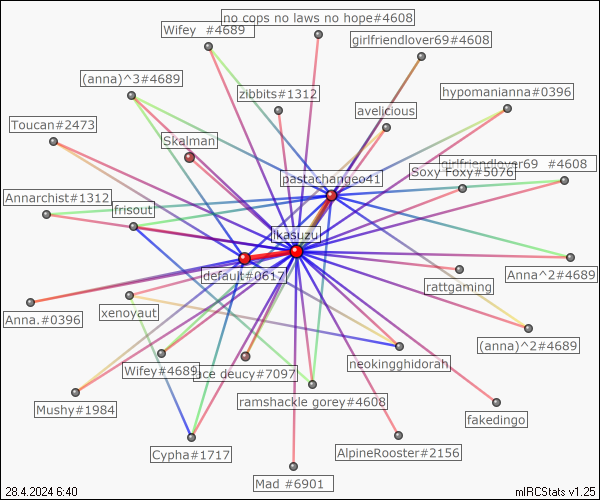 no cops no laws no hope#4608
Wifey #4689
girlfriendlover69#4608
(anna)^3#4689
zibbits#1312
hypomanianna#0396
avelicious
Toucan#2473
Skalman
girlfriendlover69 #4608
Soxy Foxy#5076
pastachangeo41
Annarchist#1312
frisout
ikasuzu
default#0617
Anna^2#4689
rattgaming
xenoyaut
Anna.#0396
(anna)^2#4689
neokingghidorah
Wifey#4689
ace deucy#7097
ramshackle gorey#4608
Mushy#1984
fakedingo
Cypha#1717
AlpineRooster#2156
Mad #6901
28.4.2024 6:40
mIRCStats v1.25